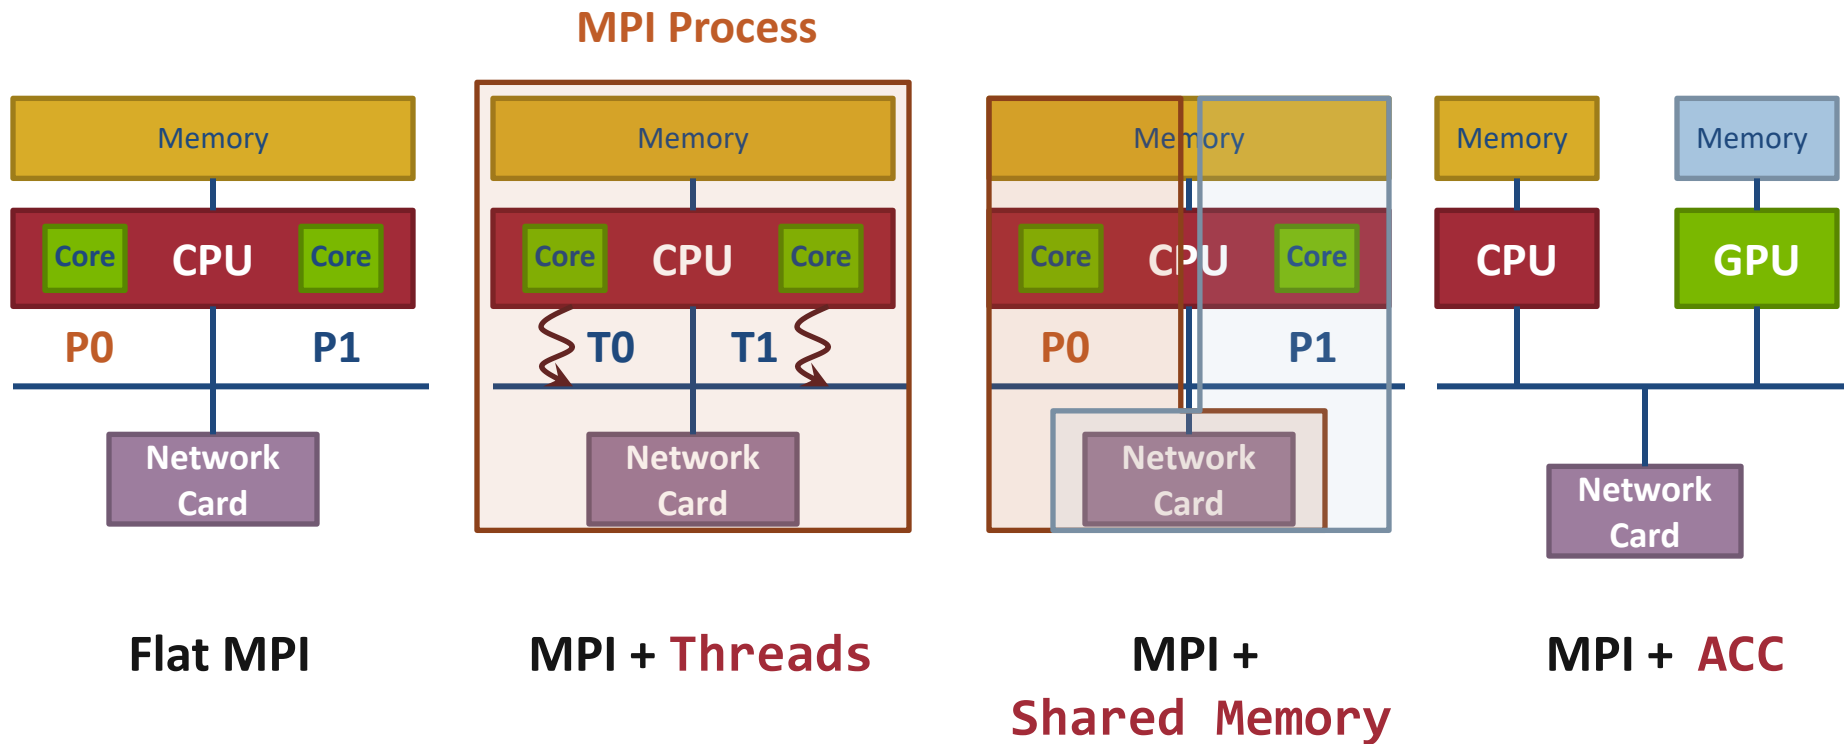 MPI Process
Memory
Core
CPU
Core
P0
P1
Network
Card
Flat MPI
Memory
Core
CPU
Core
T0
T1
Network
Card
MPI + Threads
Memory
Core
CPU
Core
P0
P1
Network
Card
MPI +
Shared Memory
Memory
Memory
CPU
GPU
Network
Card
MPI + ACC